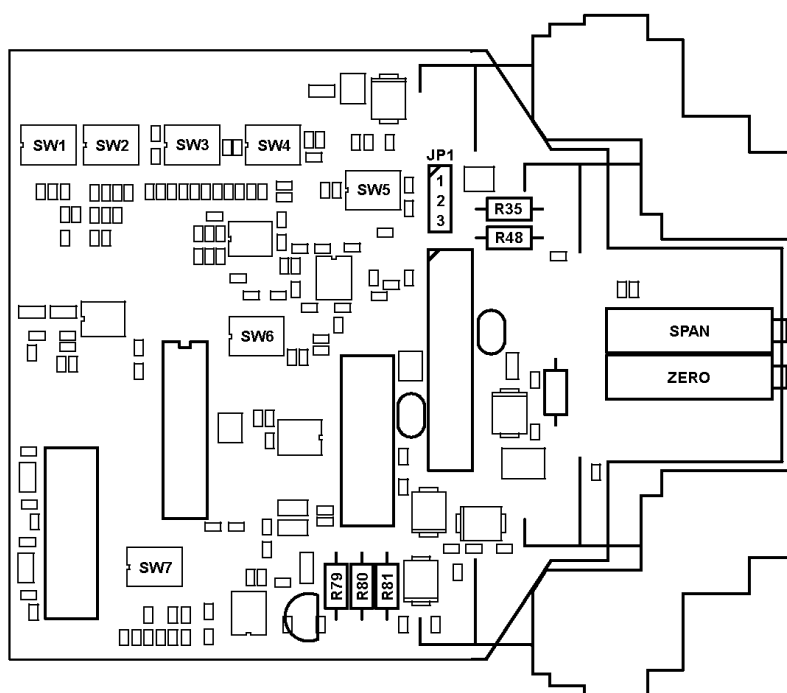 SW1
SW2
SW3
SW4
JP1
1
2
3
SW5
R35
R48
SW6
SPAN
ZERO
SW7
R79
R80
R81